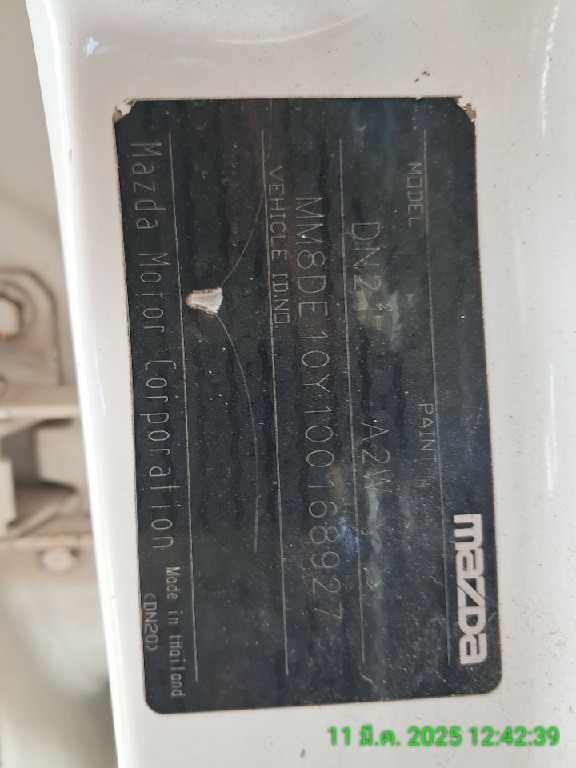 mazda
MODEL PAINT
A2W
MM8DE10Y100168927
VEHICLE ID.NO.
Mazda Motor Corporation Made in thailand
(DN20)
11 มี.ค. 2025 12:42:39